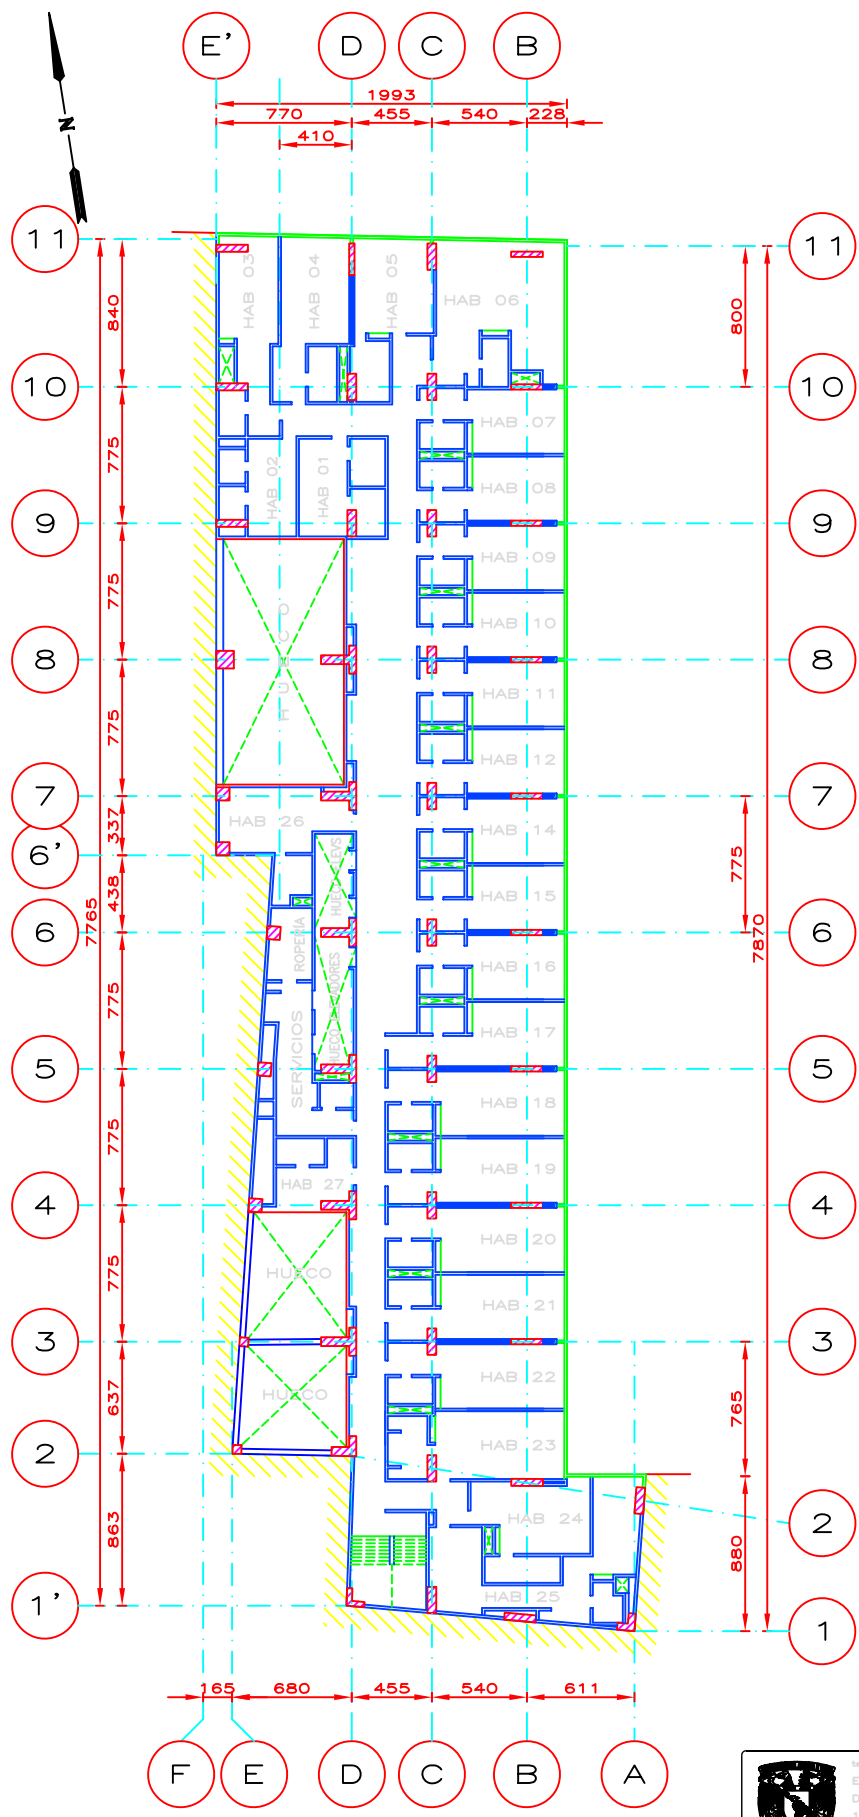 E' D C B
1993
770 455 540 228
410
N
11 11
HAB 03
HAB 04
HAB 05
HAB 06
840
800
10 10
HAB 07
775
HAB 02
HAB 01
HAB 08
9 9
HAB 09
775
HUECO
HAB 10
8 8
HAB 11
775
HAB 12
7 7
337
HAB 26
HAB 14
6'
438
775
7765
7870
HAB 15
ROPERIA
6 6
HAB 16
775
SERVICIOS
HAB 17
5 5
HAB 18
775
HAB 19
HAB 27
4 4
HAB 20
775
HUECO
HAB 21
3 3
HAB 22
637
HUECO
765
HAB 23
2
HAB 24
2
863
880
HAB 25
1'
1
165 680 455 540 611
F E D C B A